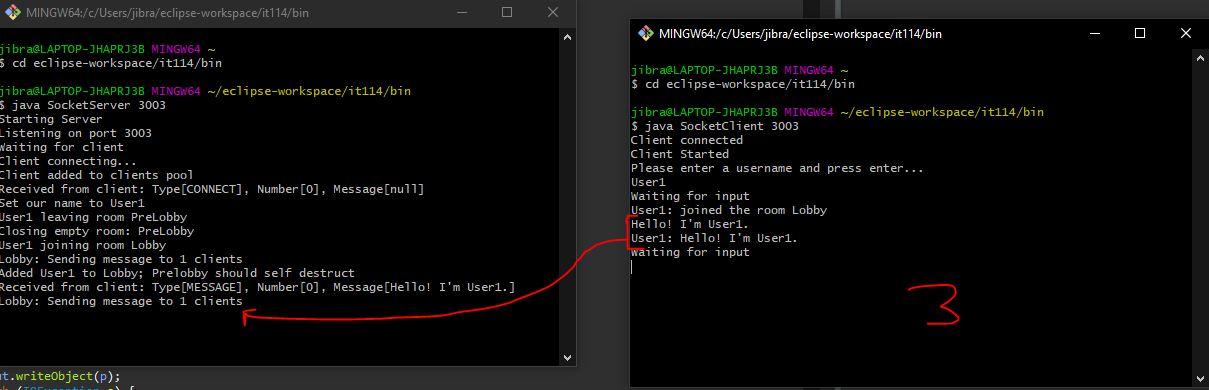 MINGW64:/c/Users/jibra/eclipse-workspace/it114/bin
jibra@LAPTOP-JHAPRJ3B MINGW64 ~
$ cd eclipse-workspace/it114/bin
jibra@LAPTOP-JHAPRJ3B MINGW64 ~/eclipse-workspace/it114/bin
$ java SocketServer 3003
Starting Server
Listening on port 3003
Waiting for client
Client connecting...
Client added to clients pool
Received from client: Type[CONNECT], Number[0], Message[null]
Set our name to User1
User1 leaving room PreLobby
Closing empty room: PreLobby
User1 joining room Lobby
Lobby: Sending message to 1 clients
Added User1 to Lobby; Prelobby should self destruct
Received from client: Type[MESSAGE], Number[0], Message[Hello! I'm User1.]
Lobby: Sending message to 1 clients
MINGW64:/c/Users/jibra/eclipse-workspace/it114/bin
jibra@LAPTOP-JHAPRJ3B MINGW64 ~
$ cd eclipse-workspace/it114/bin
jibra@LAPTOP-JHAPRJ3B MINGW64 ~/eclipse-workspace/it114/bin
$ java SocketClient 3003
Client connected
Client Started
Please enter a username and press enter...
User1
Waiting for input
User1: joined the room Lobby
Hello! I'm User1.
User1: Hello! I'm User1.
Waiting for input
3
.writeObject(p);